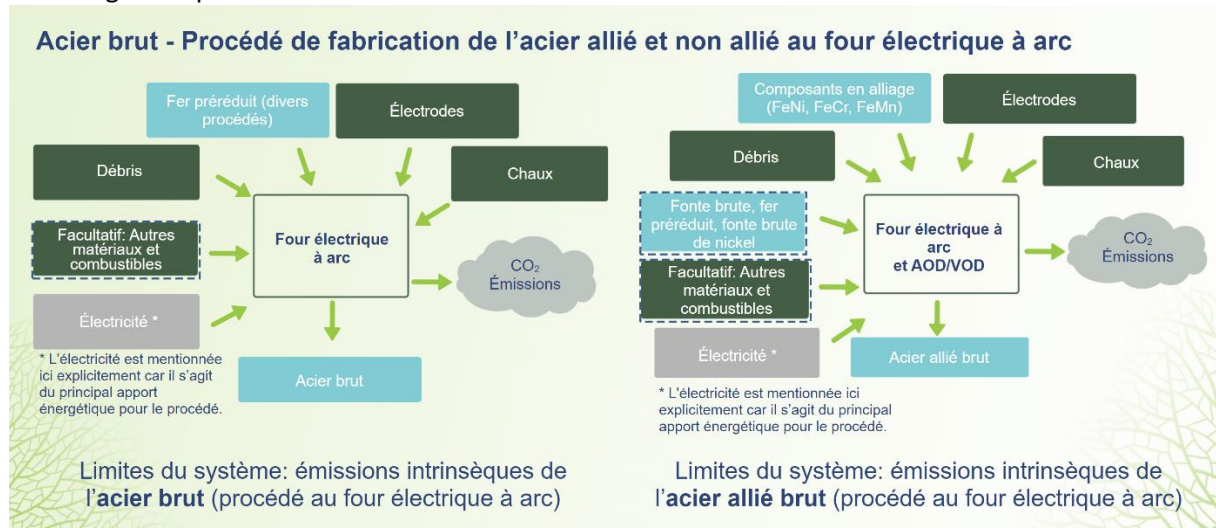 Acier brut - Procédé de fabrication de l'acier allié et non allié au four électrique à arc
Fer préréduit (divers
procédés)
Électrodes
Débris
Chaux
Facultatif: Autres
matériaux et
combustibles
Four électrique
à arc
CO₂
Émissions
Électricité *
* L'électricité est mentionnée
ici explicitement car il s'agit
du principal apport
énergétique pour le procédé.
Acier brut
Limites du système: émissions intrinsèques de
l'acier brut (procédé au four électrique à arc)
Composants en alliage
(FeNi, FeCr, FeMn)
Électrodes
Débris
Chaux
Fonte brute, fer
préréduit, fonte brute
de nickel
Four électrique à
arc
et AOD/VOD
CO₂
Émissions
Facultatif: Autres
matériaux et
combustibles
Électricité *
Acier allié brut
* L'électricité est mentionnée ici
explicitement car il s'agit du principal
apport énergétique pour le procédé.
Limites du système: émissions intrinsèques de
l'acier allié brut (procédé au four électrique à arc)